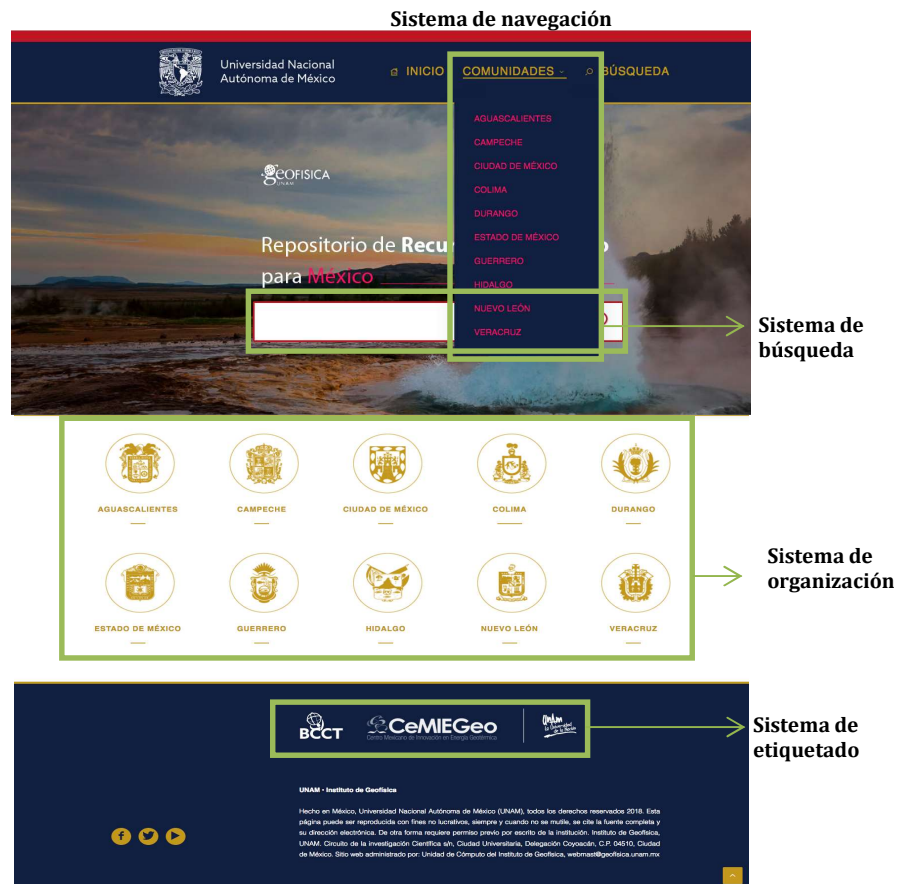 Sistema de navegación
Universidad Nacional
Autónoma de México
INICIO
COMUNIDADES
BÚSQUEDA
AGUASCALIENTES
CAMPECHE
CIUDAD DE MÉXICO
COLIMA
DURANGO
ESTADO DE MÉXICO
GUERRERO
HIDALGO
NUEVO LEÓN
VERACRUZ
GEOFISICA
UNAM
Repositorio de Recu
para México
Sistema de
búsqueda
AGUASCALIENTES
CAMPECHE
CIUDAD DE MÉXICO
COLIMA
DURANGO
ESTADO DE MÉXICO
GUERRERO
HIDALGO
NUEVO LEÓN
VERACRUZ
Sistema de
organización
BCCT
CeMIEGeo
Centro Mexicano de Innovación en Energía Geotérmica
unam
La Universidad
de la Nación
Sistema de
etiquetado
UNAM - Instituto de Geofísica
Hecho en México, Universidad Nacional Autónoma de México (UNAM), todos los derechos reservados 2018. Esta
página puede ser reproducida con fines no lucrativos, siempre y cuando no se mutile, se cite la fuente completa y
su dirección electrónica. De otra forma requiere permiso previo por escrito de la institución. Instituto de Geofísica,
UNAM. Circuito de la investigación Científica s/n, Ciudad Universitaria, Delegación Coyoacán, C.P. 04510, Ciudad
de México. Sitio web administrado por: Unidad de Cómputo del Instituto de Geofísica, webmast@geofisica.unam.mx